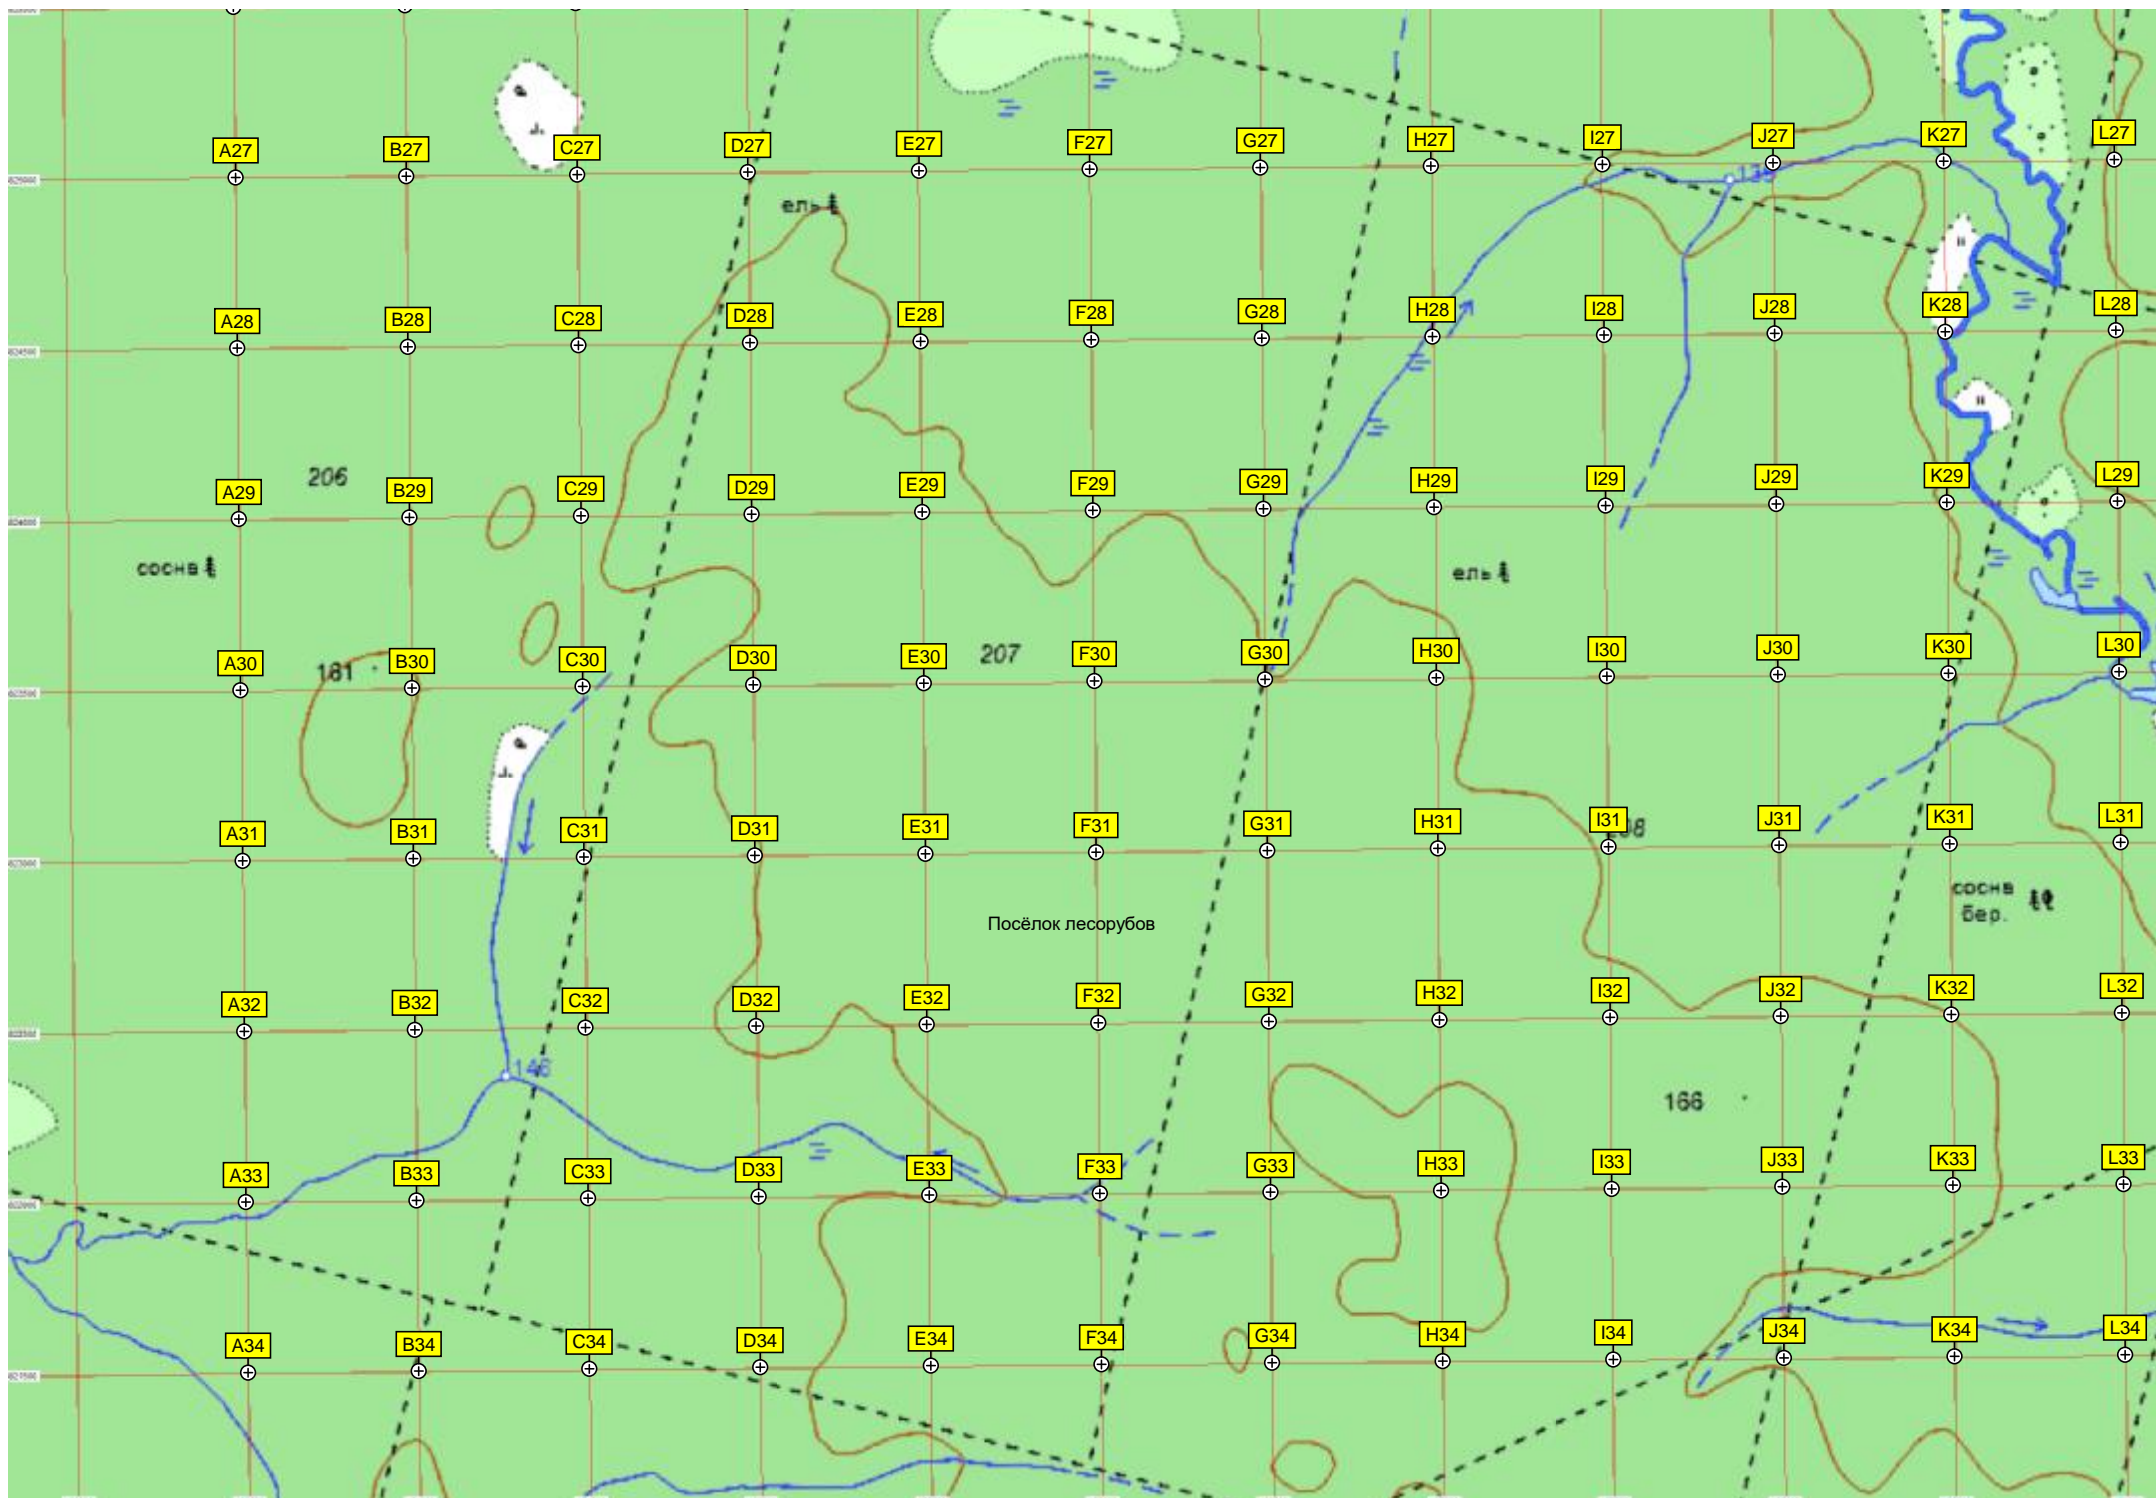 A27 B27 C27 D27 E27 F27 G27 H27 I27 J27 K27 L27
ель
A28 B28 C28 D28 E28 F28 G28 H28 I28 J28 K28 L28
206
A29 B29 C29 D29 E29 F29 G29 H29 I29 J29 K29 L29
сосна
ель
207
181
A30 B30 C30 D30 E30 F30 G30 H30 I30 J30 K30 L30
A31 B31 C31 D31 E31 F31 G31 H31 I31 J31 K31 L31
сосна
бер.
Посёлок лесорубов
A32 B32 C32 D32 E32 F32 G32 H32 I32 J32 K32 L32
146
166
A33 B33 C33 D33 E33 F33 G33 H33 I33 J33 K33 L33
A34 B34 C34 D34 E34 F34 G34 H34 I34 J34 K34 L34